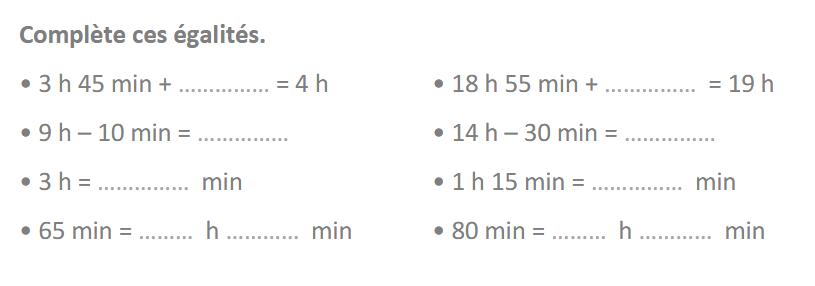 Complète ces égalités.
• 3 h 45 min + …………… = 4 h
• 18 h 55 min + …………… = 19 h
• 9 h – 10 min = ……………
• 14 h – 30 min = ……………
• 3 h = …………… min
• 1 h 15 min = …………… min
• 65 min = ……… h ………… min
• 80 min = ……… h ………… min